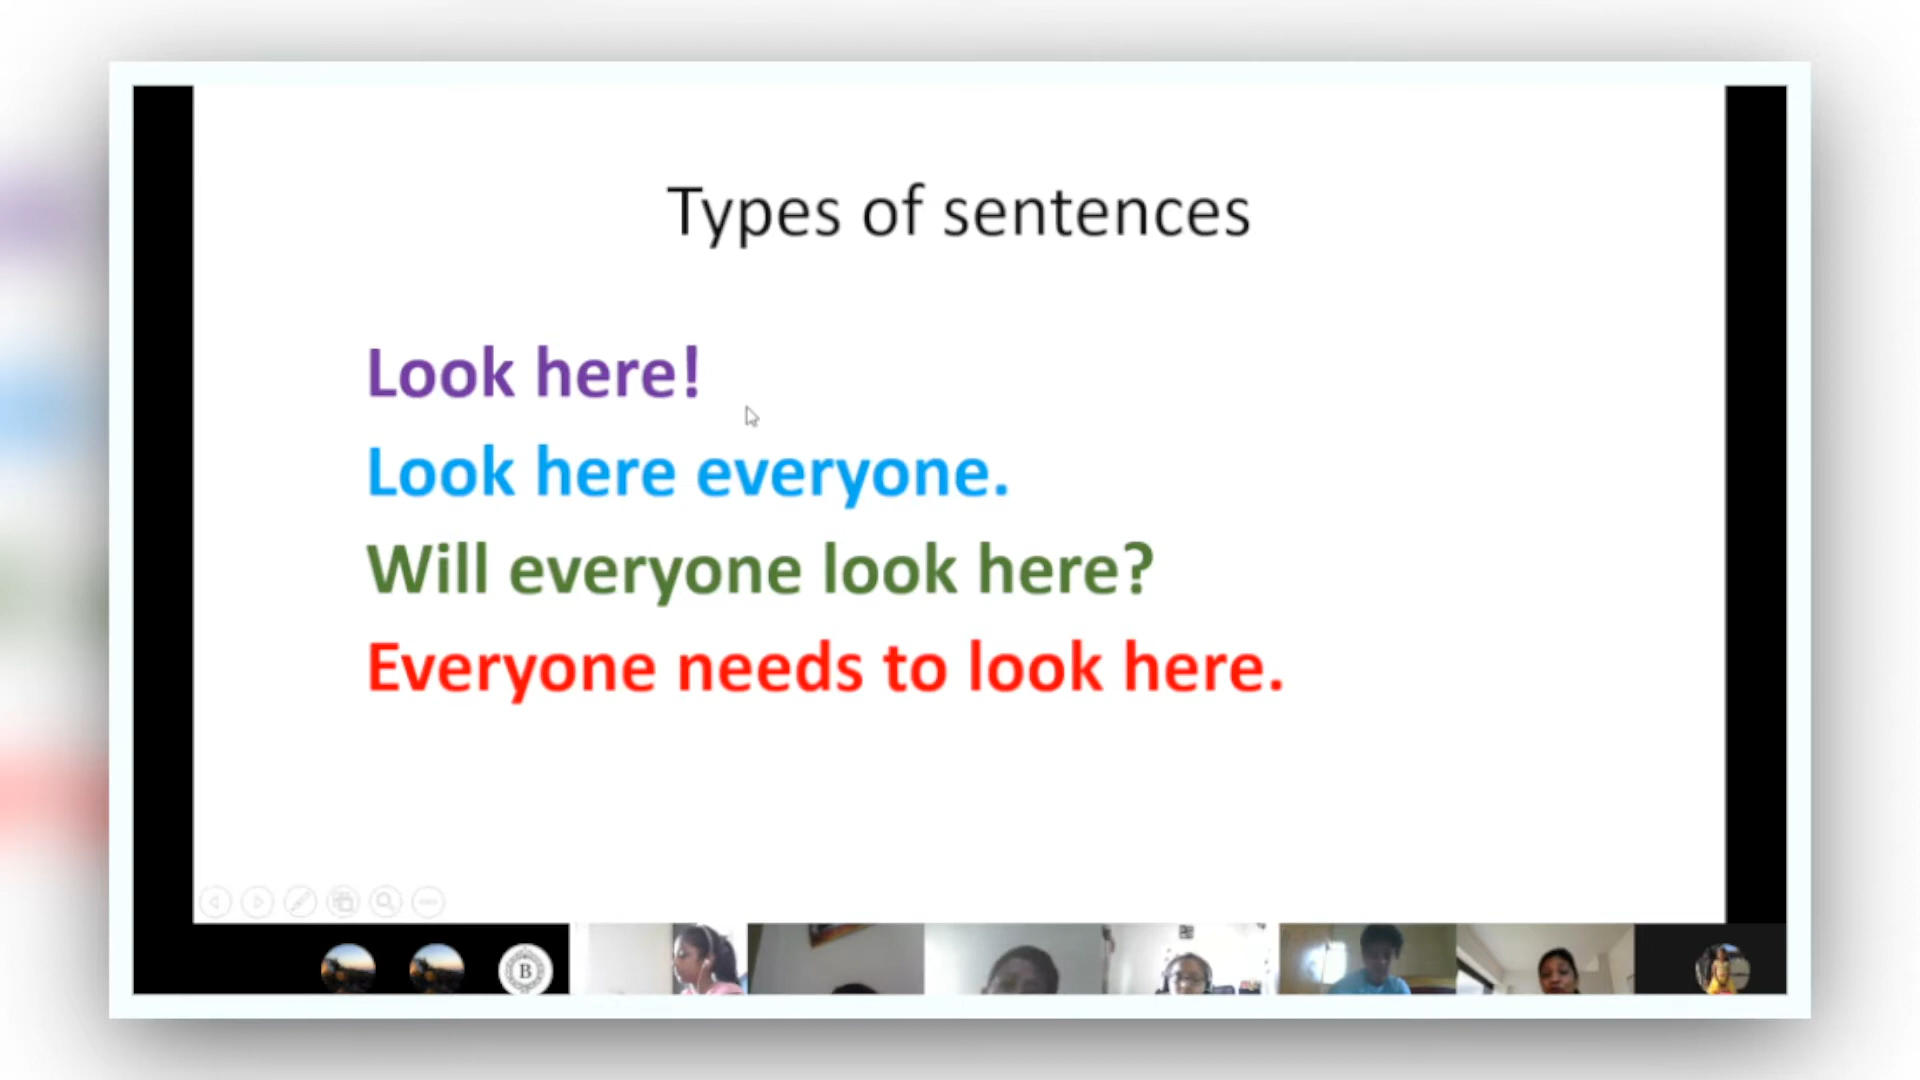 Types of sentences
Look here!
Look here everyone.
Will everyone look here?
Everyone needs to look here.
B